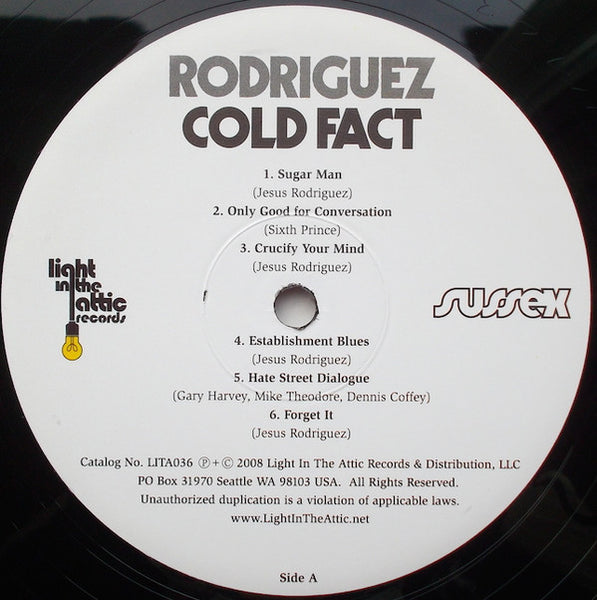 RODRIGUEZ
COLD FACT
1. Sugar Man
(Jesus Rodriguez)
2. Only Good for Conversation
(Sixth Prince)
3. Crucify Your Mind
(Jesus Rodriguez)
light
in the
attic
records
sussex
4. Establishment Blues
(Jesus Rodriguez)
5. Hate Street Dialogue
(Gary Harvey, Mike Theodore, Dennis Coffey)
6. Forget It
(Jesus Rodriguez)
Catalog No. LITA036 Ⓟ + © 2008 Light In The Attic Records & Distribution, LLC
PO Box 31970 Seattle WA 98103 USA. All Rights Reserved.
Unauthorized duplication is a violation of applicable laws.
www.LightInTheAttic.net
Side A